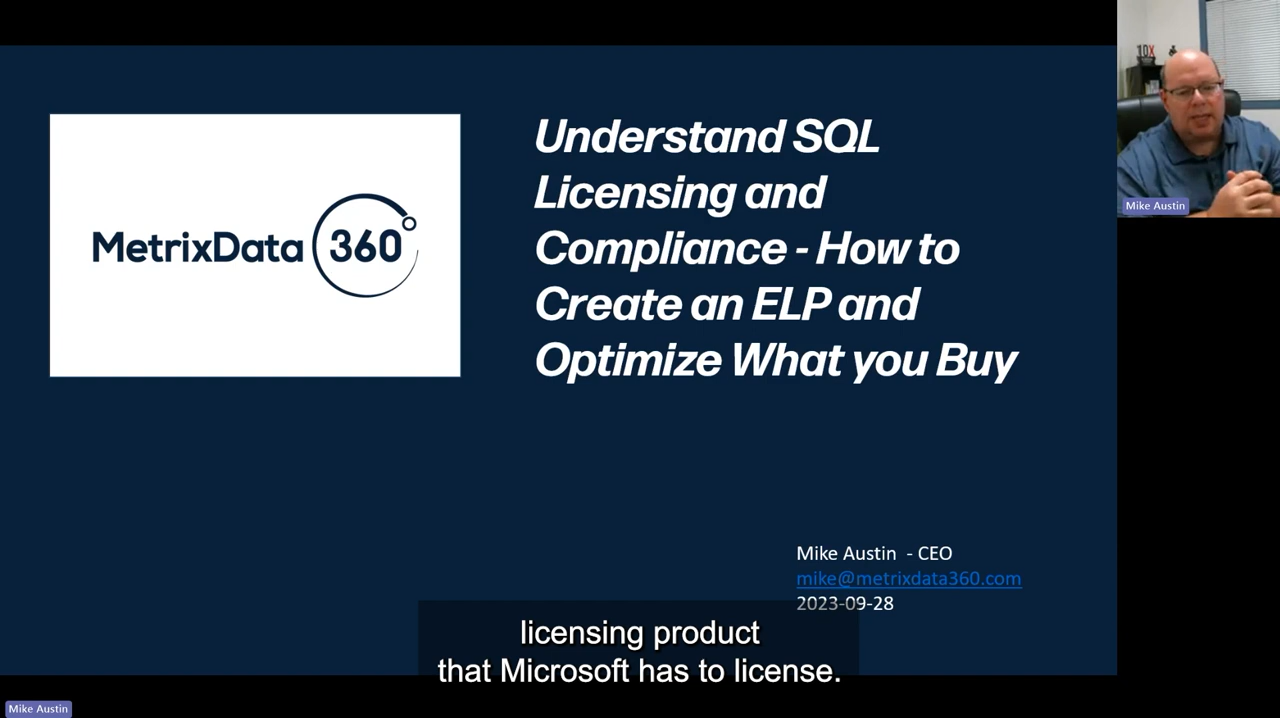 MetrixData 360
Understand SQL
Licensing and
Compliance - How to
Create an ELP and
Optimize What you Buy
10X
Mike Austin
Mike Austin - CEO
mike@metrixdata360.com
2023-09-28
licensing product
that Microsoft has to license.
Mike Austin